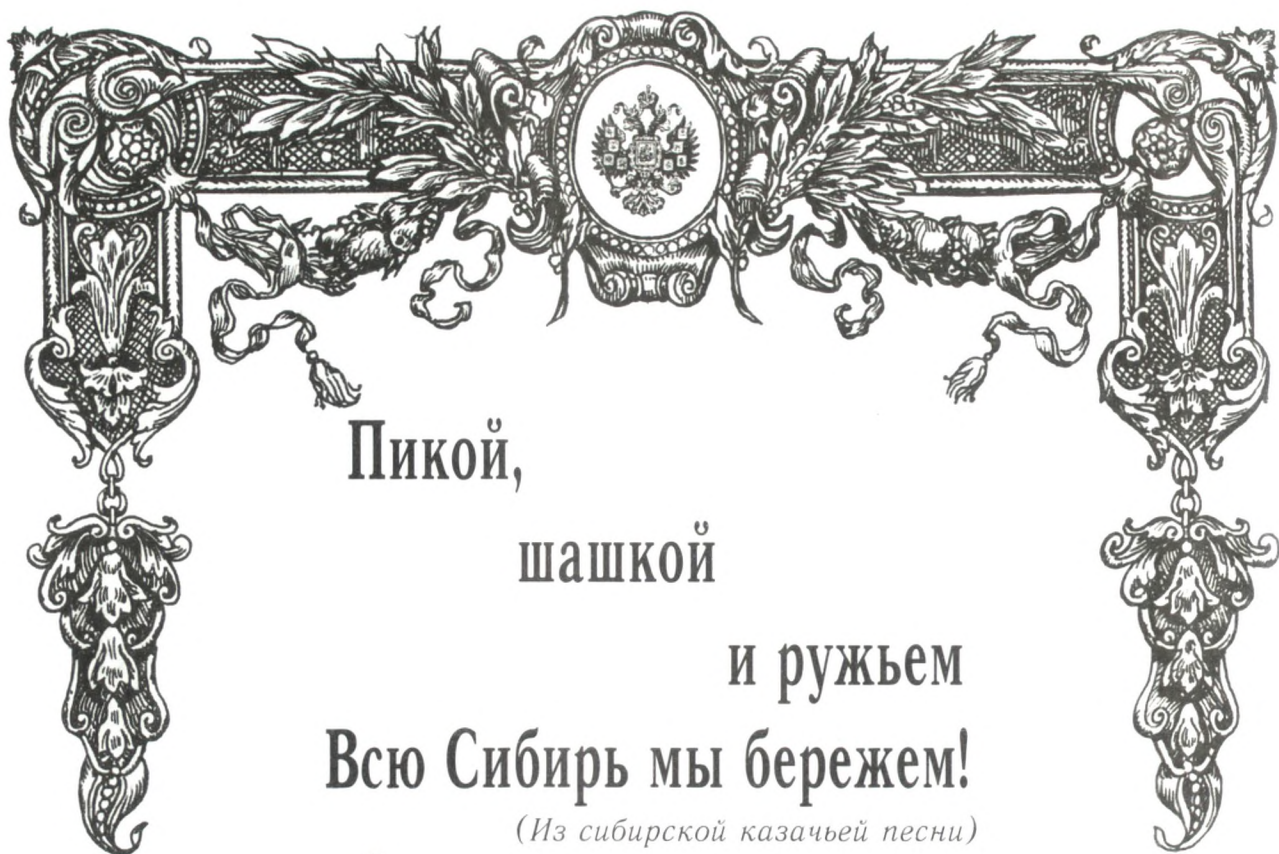 Пикой,
шашкой
и ружьем
Всю Сибирь мы бережем!
(Из сибирской казачьей песни)